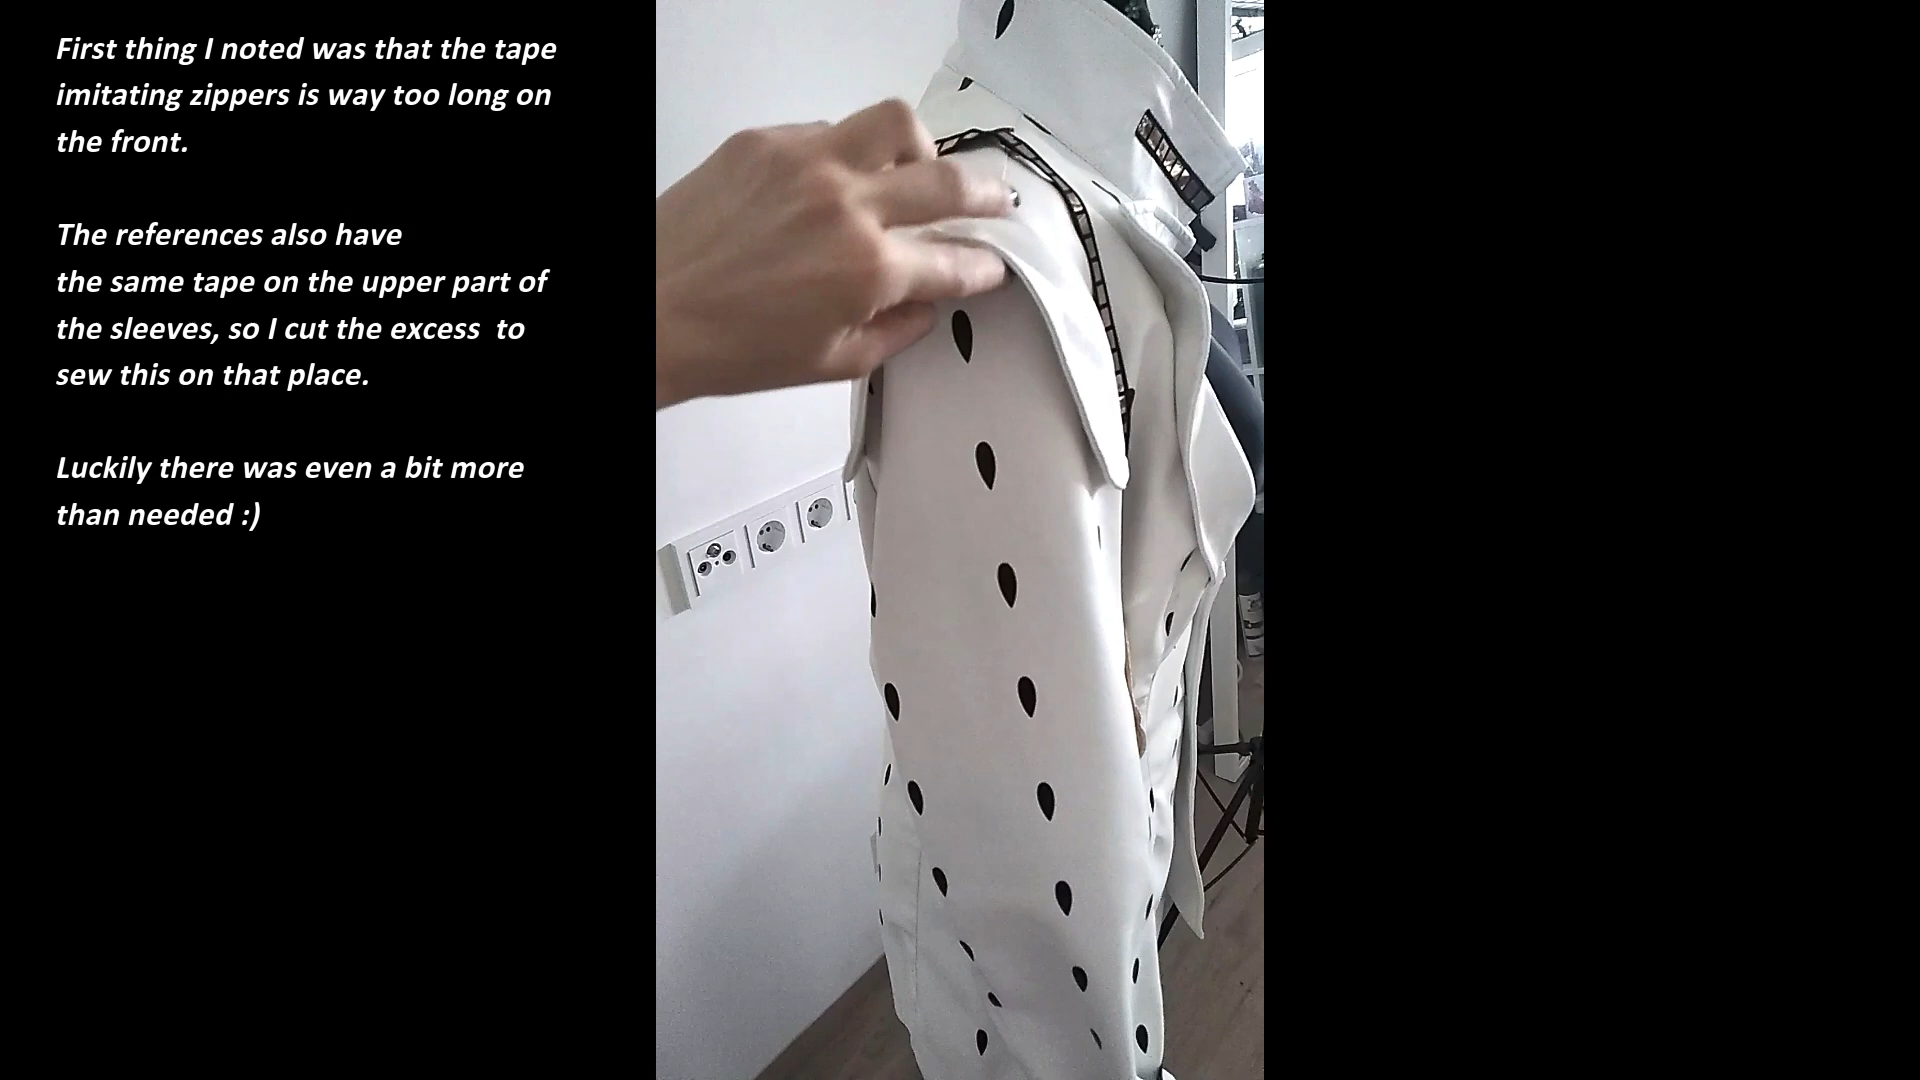 First thing I noted was that the tape
imitating zippers is way too long on
the front.
The references also have
the same tape on the upper part of
the sleeves, so I cut the excess  to
sew this on that place.
Luckily there was even a bit more
than needed :)